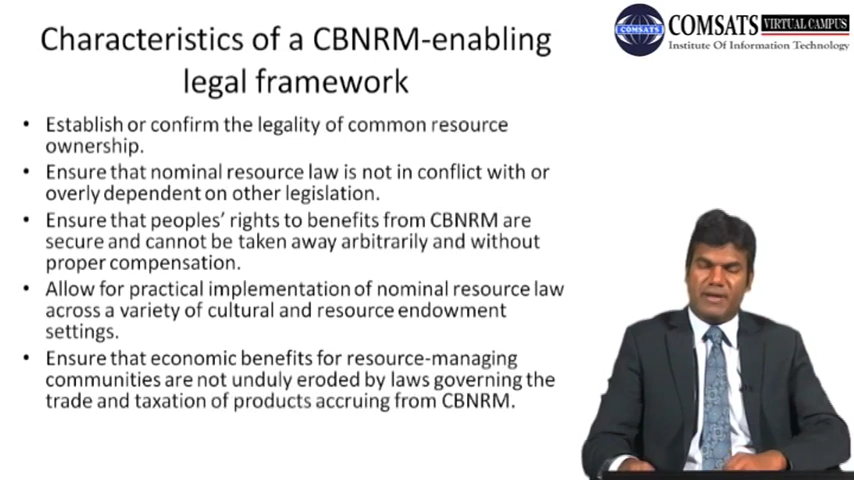 Characteristics of a CBNRM-enabling
legal framework
COMSATS VIRTUAL CAMPUS
COMSATS
Institute Of Information Technology
• Establish or confirm the legality of common resource
ownership.
• Ensure that nominal resource law is not in conflict with or
overly dependent on other legislation.
• Ensure that peoples’ rights to benefits from CBNRM are
secure and cannot be taken away arbitrarily and without
proper compensation.
• Allow for practical implementation of nominal resource law
across a variety of cultural and resource endowment
settings.
• Ensure that economic benefits for resource-managing
communities are not unduly eroded by laws governing the
trade and taxation of products accruing from CBNRM.